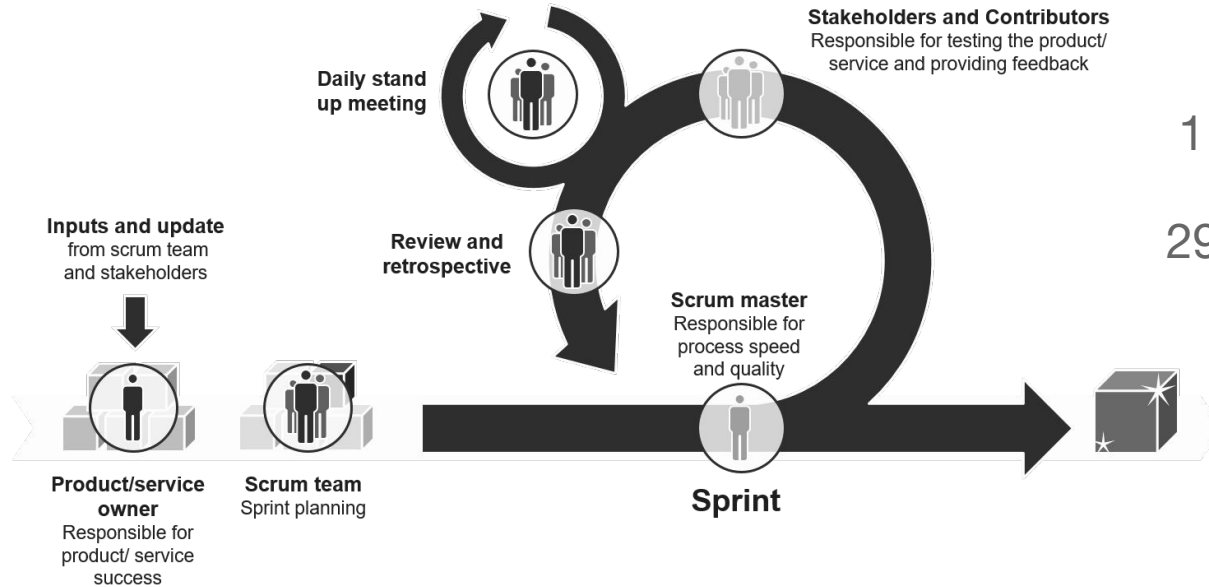 Stakeholders and Contributors
Responsible for testing the product/
service and providing feedback
Daily stand
up meeting
1
Inputs and update
from scrum team
and stakeholders
Review and
retrospective
29
Scrum master
Responsible for
process speed
and quality
Product/service
owner
Responsible for
product/ service
success
Scrum team
Sprint planning
Sprint